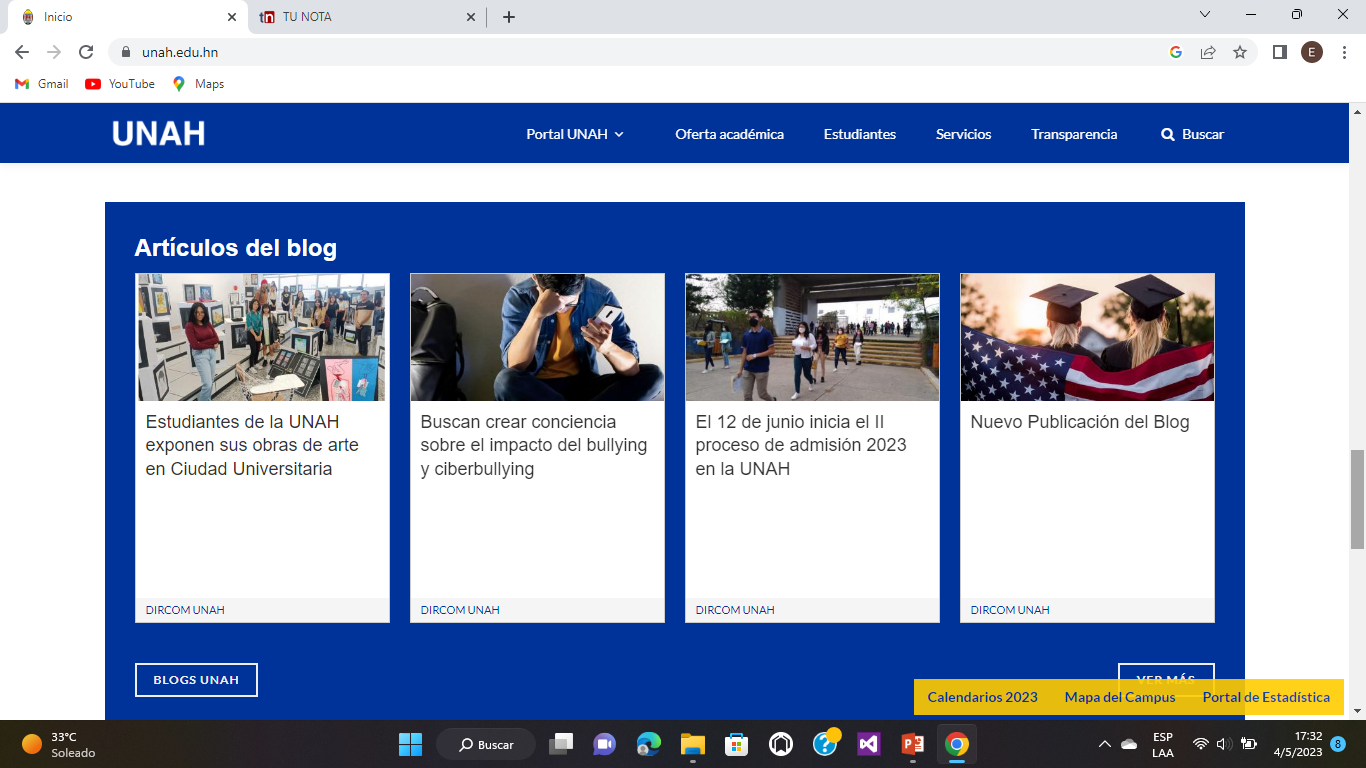 Inicio
TU NOTA
unah.edu.hn
E
Gmail
YouTube
Maps
UNAH
Portal UNAH
Oferta académica
Estudiantes
Servicios
Transparencia
Buscar
Artículos del blog
Estudiantes de la UNAH
exponen sus obras de arte
en Ciudad Universitaria
DIRCOM UNAH
Buscan crear conciencia
sobre el impacto del bullying
y ciberbullying
DIRCOM UNAH
El 12 de junio inicia el II
proceso de admisión 2023
en la UNAH
DIRCOM UNAH
Nuevo Publicación del Blog
DIRCOM UNAH
BLOGS UNAH
VER MÁS
Calendarios 2023
Mapa del Campus
Portal de Estadística
33°C
Soleado
Buscar
ESP
LAA
17:32
4/5/2023
8